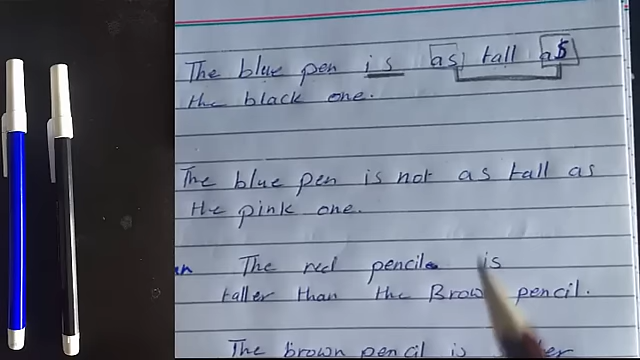 The blue pen is as tall as
the black one.
The blue pen is not as tall as
the pink one.
The red pencil is
taller than the Brown pencil.
The brown pencil is